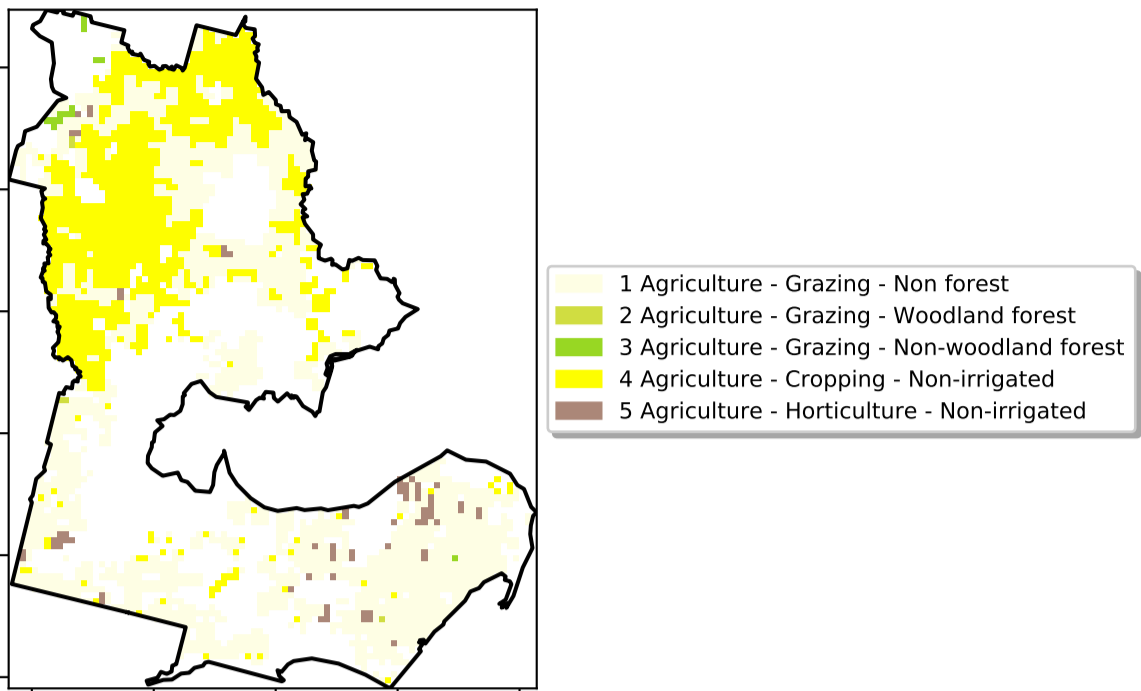 1 Agriculture - Grazing - Non forest
2 Agriculture - Grazing - Woodland forest
3 Agriculture - Grazing - Non-woodland forest
4 Agriculture - Cropping - Non-irrigated
5 Agriculture - Horticulture - Non-irrigated